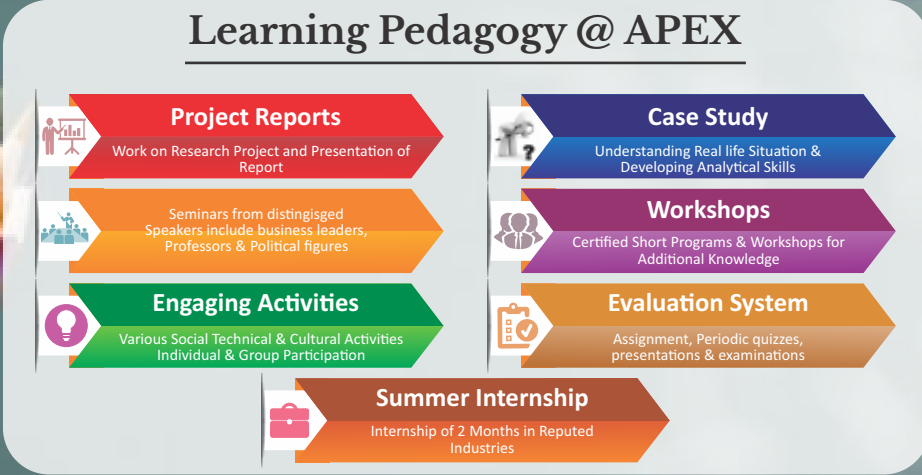 Learning Pedagogy @ APEX
Project Reports
Work on Research Project and Presentation of
Report
Case Study
Understanding Real life Situation &
Developing Analytical Skills
Seminars from distingisged
Speakers include business leaders,
Professors & Political figures
Workshops
Certified Short Programs & Workshops for
Additional Knowledge
Engaging Activities
Various Social Technical & Cultural Activities
Individual & Group Participation
Evaluation System
Assignment, Periodic quizzes,
presentations & examinations
Summer Internship
Internship of 2 Months in Reputed
Industries